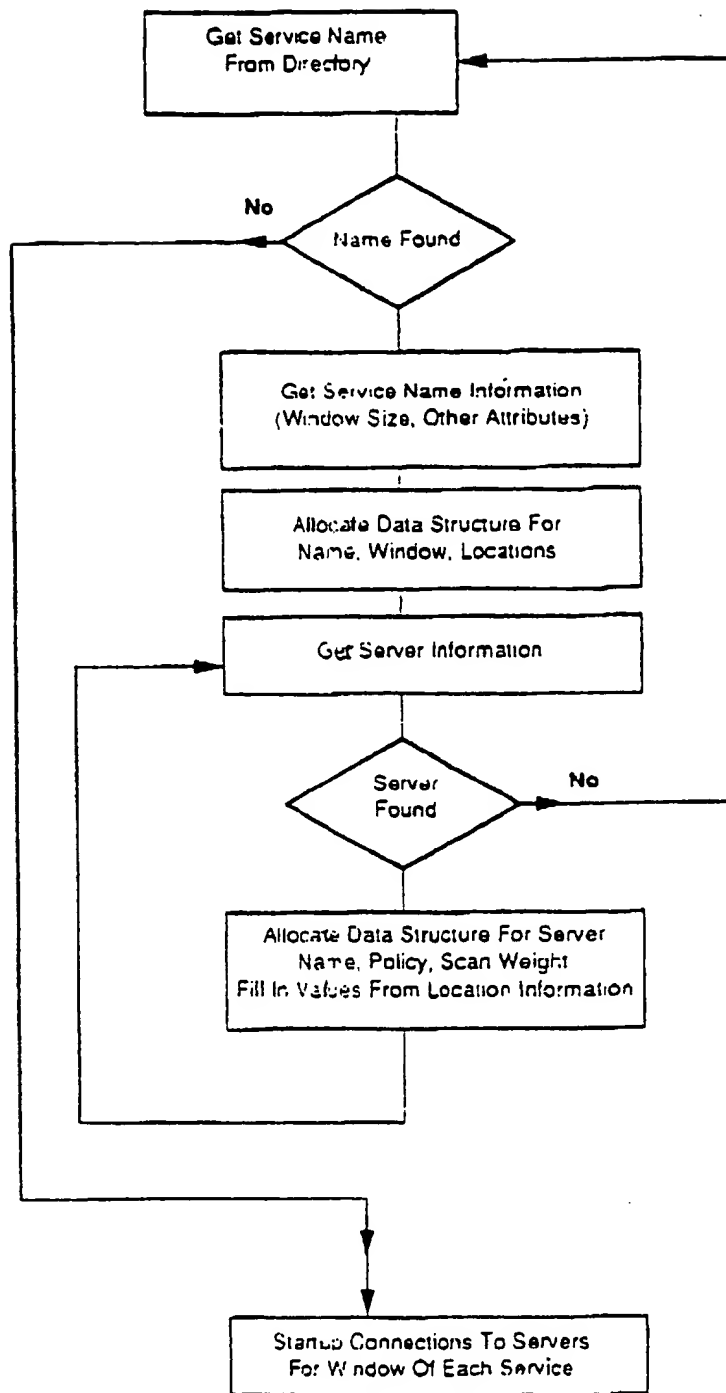 Get Service Name
From Directory
No
Name Found
Get Service Name Information
(Window Size, Other Attributes)
Allocate Data Structure For
Name, Window, Locations
Get Server Information
Server
Found
No
Allocate Data Structure For Server
Name, Policy, Scan Weight
Fill In Values From Location Information
Startup Connections To Servers
For Window Of Each Service